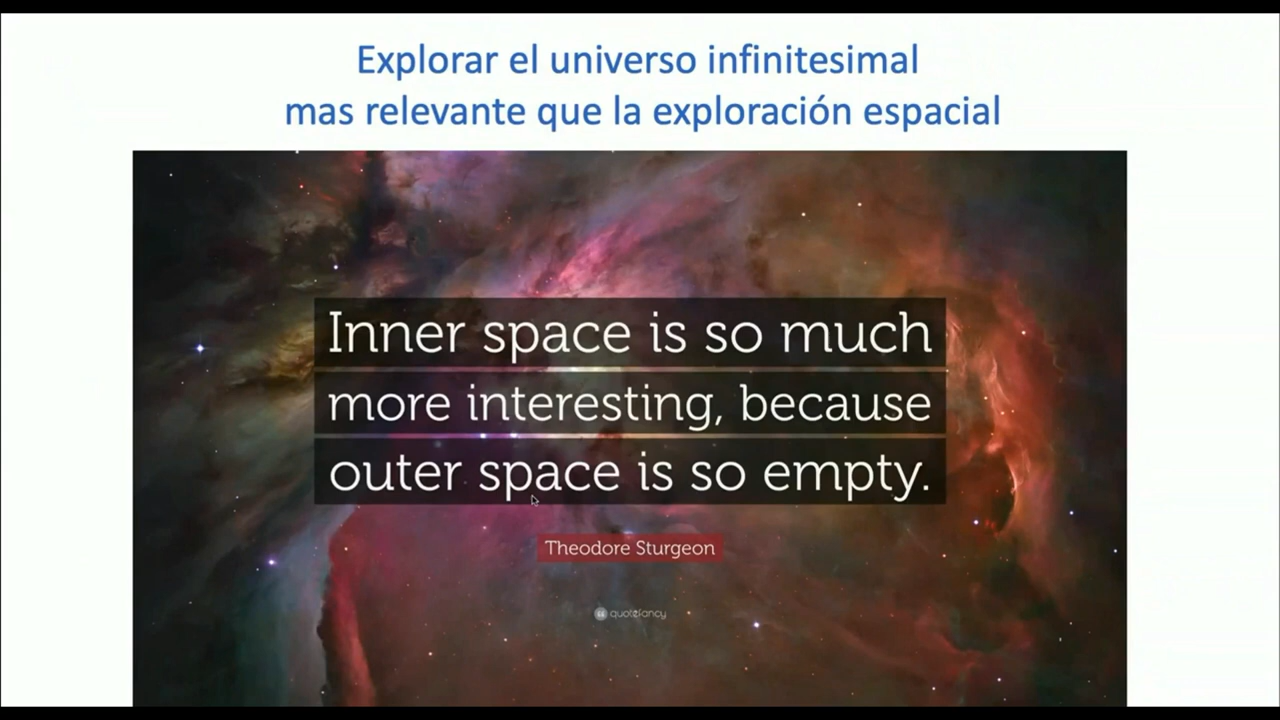 Explorar el universo infinitesimal
mas relevante que la exploración espacial
Inner space is so much
more interesting, because
outer space is so empty.
Theodore Sturgeon
quotefancy